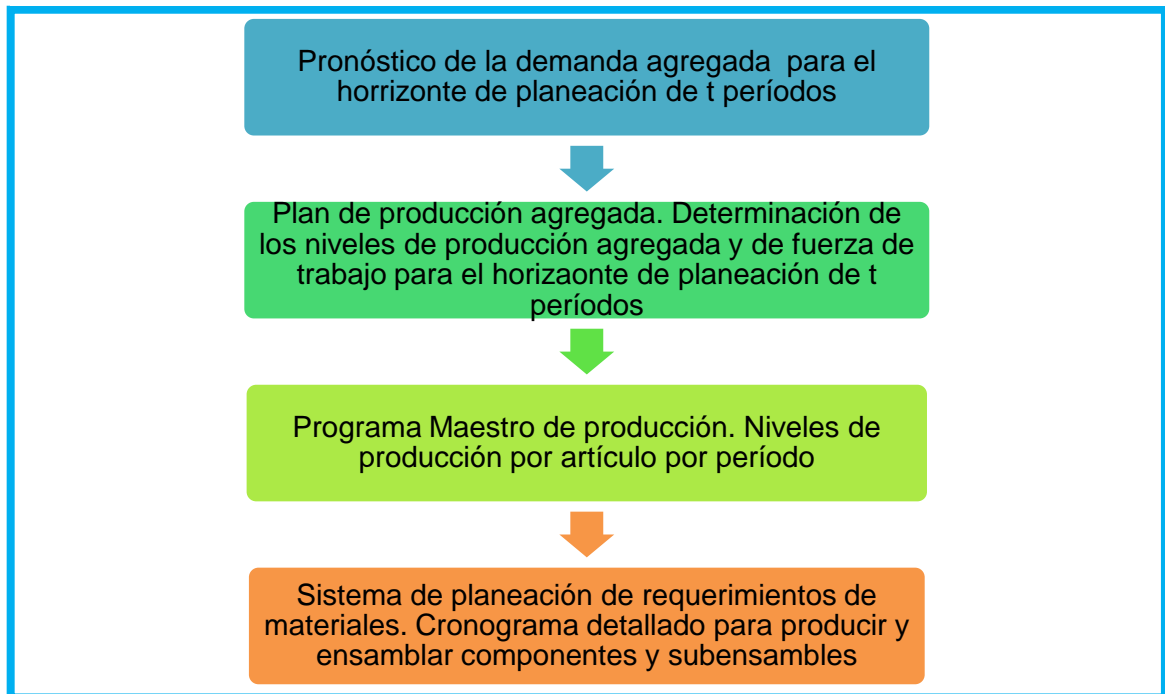 Pronóstico de la demanda agregada para el
horrizonte de planeación de t períodos
Plan de producción agregada. Determinación de
los niveles de producción agregada y de fuerza de
trabajo para el horizaonte de planeación de t
períodos
Programa Maestro de producción. Niveles de
producción por artículo por período
Sistema de planeación de requerimientos de
materiales. Cronograma detallado para producir y
ensamblar componentes y subensambles